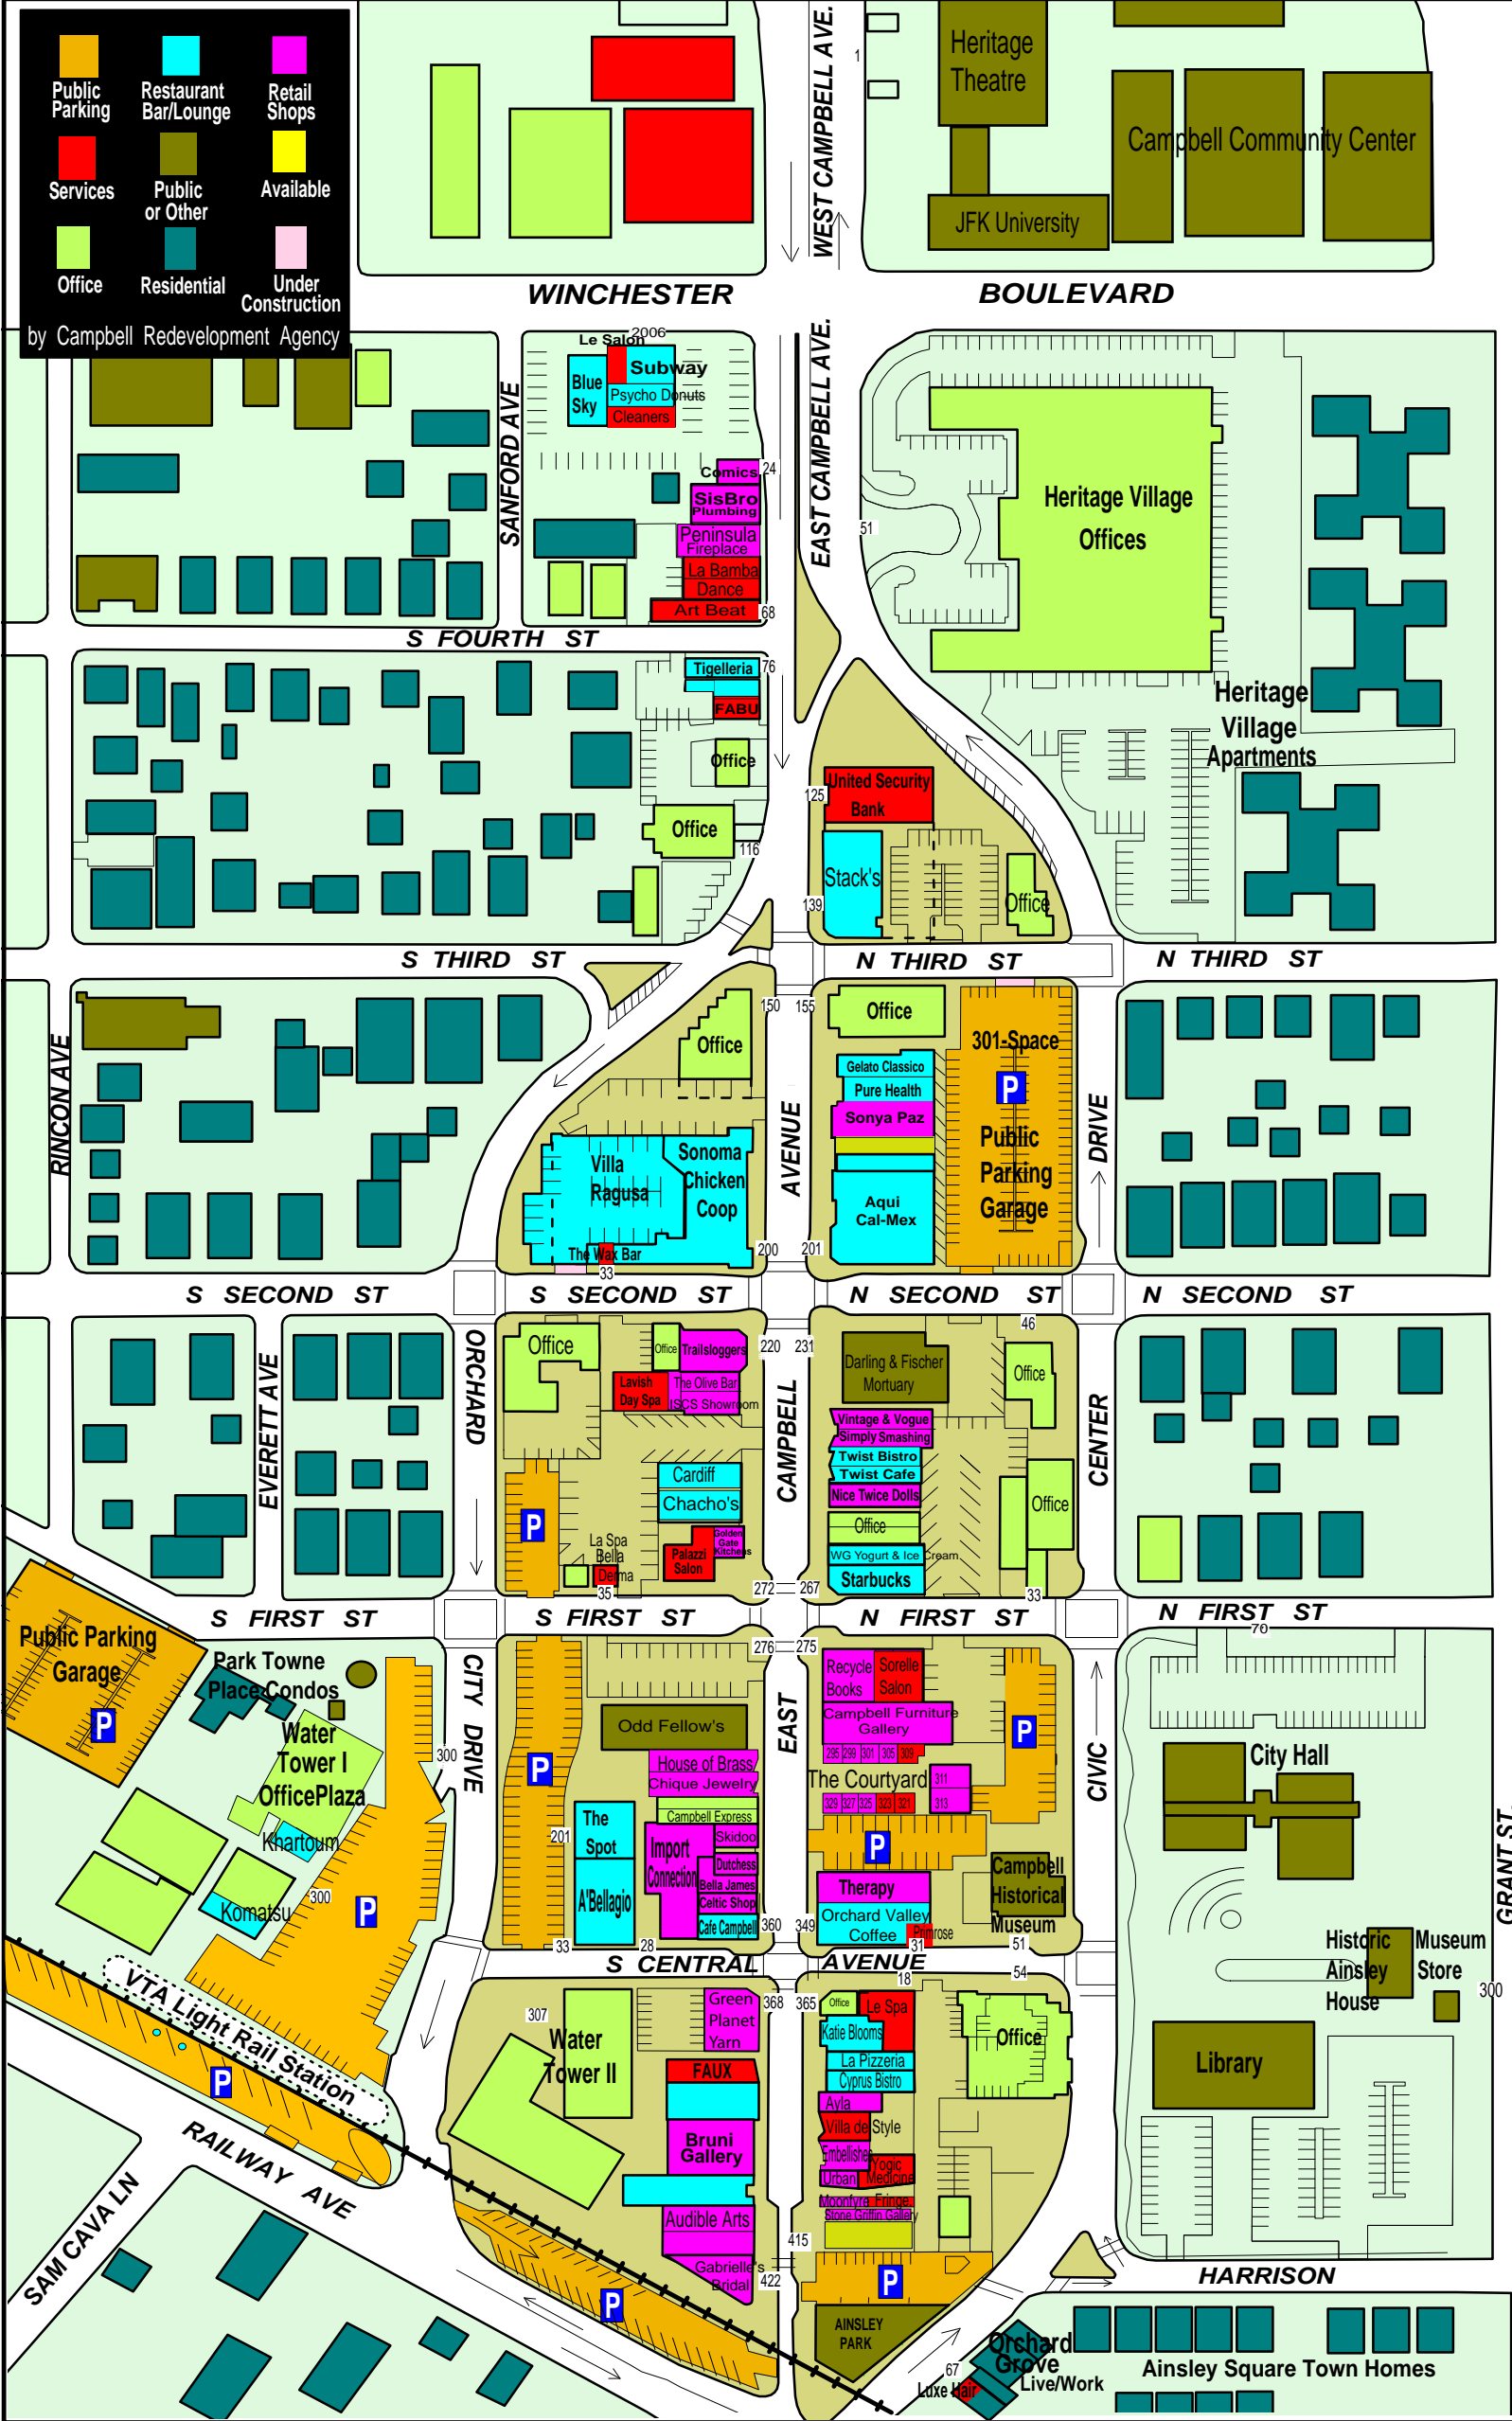 Public
Parking
Restaurant
Bar/Lounge
Retail
Shops
Services
Public
or Other
Available
Office
Residential
Under
Construction
by Campbell Redevelopment Agency
WEST CAMPBELL AVE.
1
Heritage
Theatre
Campbell Community Center
JFK University
WINCHESTER
BOULEVARD
SANFORD AVE
Le Salon
2006
Subway
Blue
Sky
Psycho Donuts
Cleaners
Comics
24
SisBro
Plumbing
Peninsula
Fireplace
La Bamba
Dance
Art Beat
68
EAST CAMPBELL AVE.
51
Heritage Village
Offices
S FOURTH ST
Tigelleria
76
FABU
Office
Office
116
Heritage
Village
Apartments
United Security
Bank
125
Stack's
139
Office
S THIRD ST
N THIRD ST
N THIRD ST
RINCON AVE
150
155
Office
Office
301-Space
P
Public
Parking
Garage
Gelato Classico
Pure Health
Sonya Paz
Aqui
Cal-Mex
AVENUE
DRIVE
Villa
Ragusa
Sonoma
Chicken
Coop
The Wax Bar
33
200
201
S SECOND ST
S SECOND ST
N SECOND ST
N SECOND ST
EVERETT AVE
ORCHARD
Office
Office
Trailsloggers
220
231
46
Lavish
Day Spa
The Olive Bar
ISCS Showroom
Darling & Fischer
Mortuary
Office
CAMPBELL
CENTER
Vintage & Vogue
Simply Smashing
Twist Bistro
Twist Cafe
Nice Twice Dolls
Office
WG Yogurt & Ice Cream
Starbucks
Office
Cardiff
Chacho's
P
La Spa
Bella
Derma
35
Palazzi
Salon
Golden
Gate
Kitchens
272
267
33
S FIRST ST
S FIRST ST
N FIRST ST
N FIRST ST
70
Public Parking
Garage
P
Park Towne
Place Condos
Water
Tower I
OfficePlaza
Khartoum
Komatsu
300
300
P
CITY DRIVE
276
275
Recycle
Books
Sorelle
Salon
Campbell Furniture
Gallery
295 299 301 305 309
The Courtyard
311
313
329 327 325 323 321
P
P
Odd Fellow's
House of Brass
Chique Jewelry
Campbell Express
P
The
Spot
201
A'Bellagio
Import
Connection
Skidoo
Dutchess
Bella James
Celtic Shop
Cafe Campbell
EAST
CIVIC
City Hall
GRANT ST.
Therapy
Orchard Valley
Coffee
Primrose
Campbell
Historical
Museum
33
28
360
349
31
51
S CENTRAL
AVENUE
18
54
Historic
Ainsley
House
Museum
Store
300
Library
VTA Light Rail Station
P
RAILWAY AVE
SAM CAVA LN
307
Water
Tower II
Green
Planet
Yarn
368
365
FAUX
Bruni
Gallery
Audible Arts
Gabrielle's
Bridal
P
Office
Le Spa
Katie Blooms
La Pizzeria
Cyprus Bistro
Ayla
Villa de Style
Embellishes
Yogic
Medicine
Urban
Moonfyre Fringe
Stone Griffin Gallery
Office
415
422
P
AINSLEY
PARK
HARRISON
Orchard
Grove
Live/Work
67
Luxe Hair
Ainsley Square Town Homes